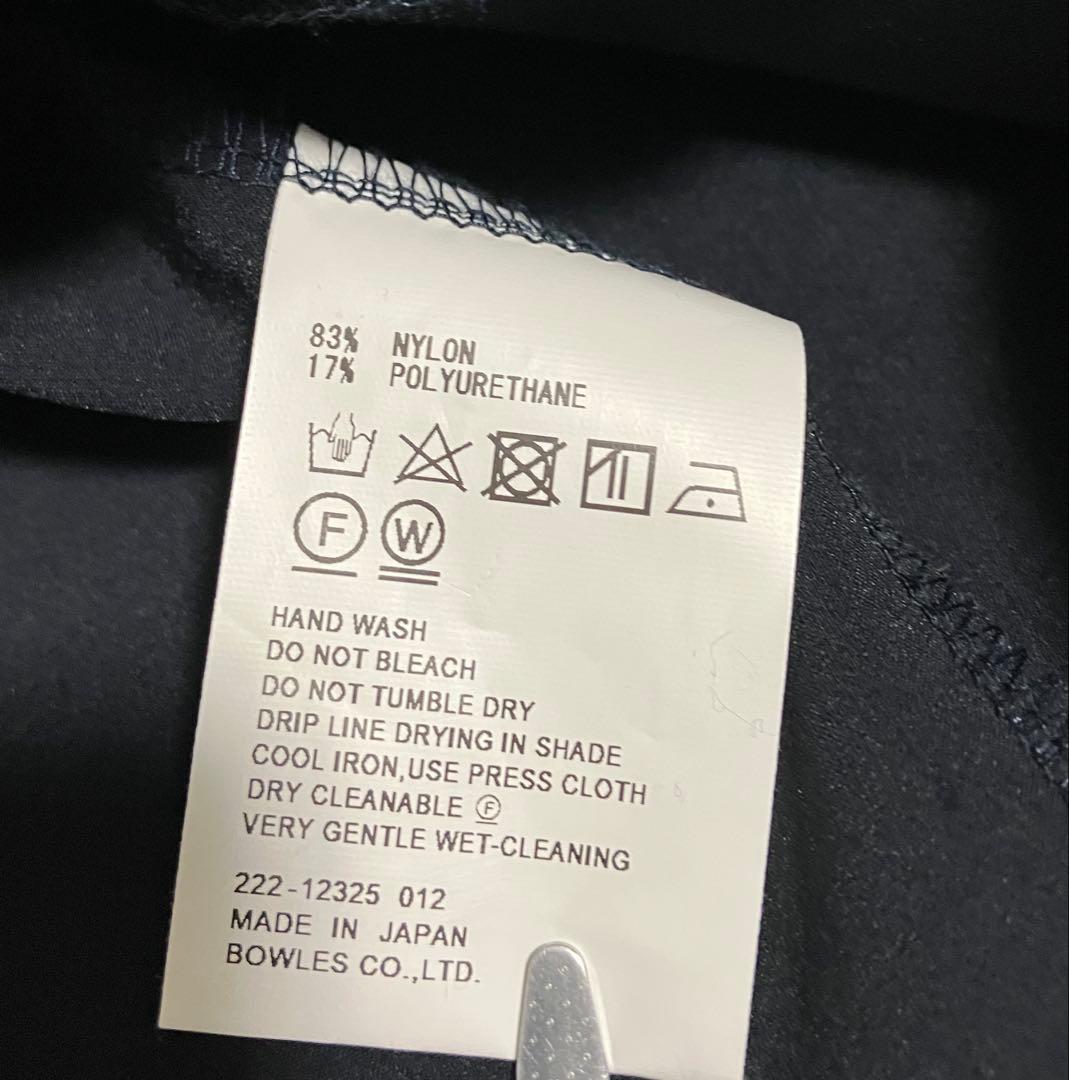 83% NYLON
17% POLYURETHANE
F W
HAND WASH
DO NOT BLEACH
DO NOT TUMBLE DRY
DRIP LINE DRYING IN SHADE
COOL IRON,USE PRESS CLOTH
DRY CLEANABLE Ⓕ
VERY GENTLE WET-CLEANING
222-12325 012
MADE IN JAPAN
BOWLES CO.,LTD.